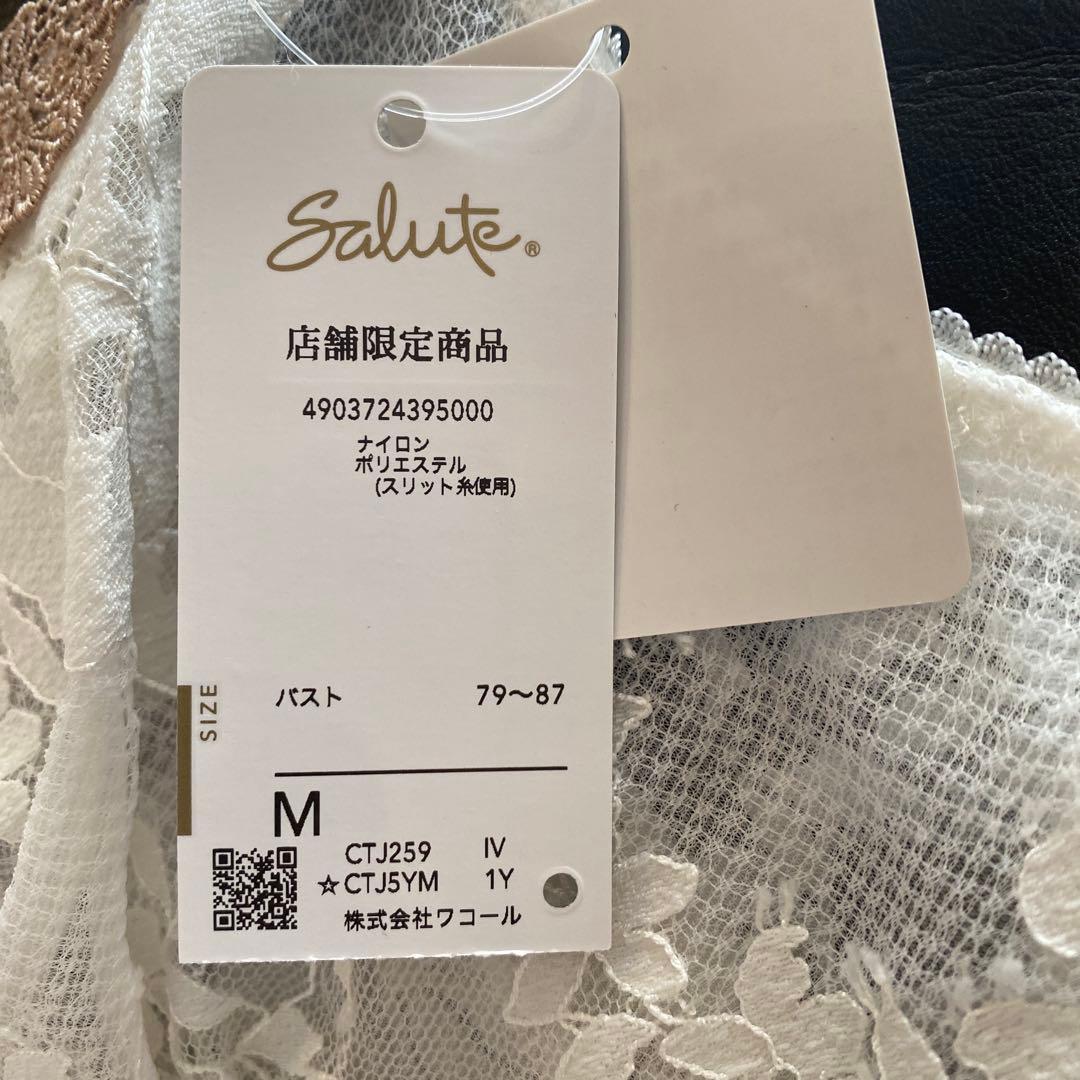 Salute®
店舗限定商品
4903724395000
ナイロン
ポリエステル
(スリット糸使用)
SIZE
バスト 79〜87
M
CTJ259 IV
☆CTJ5YM 1Y
株式会社ワコール